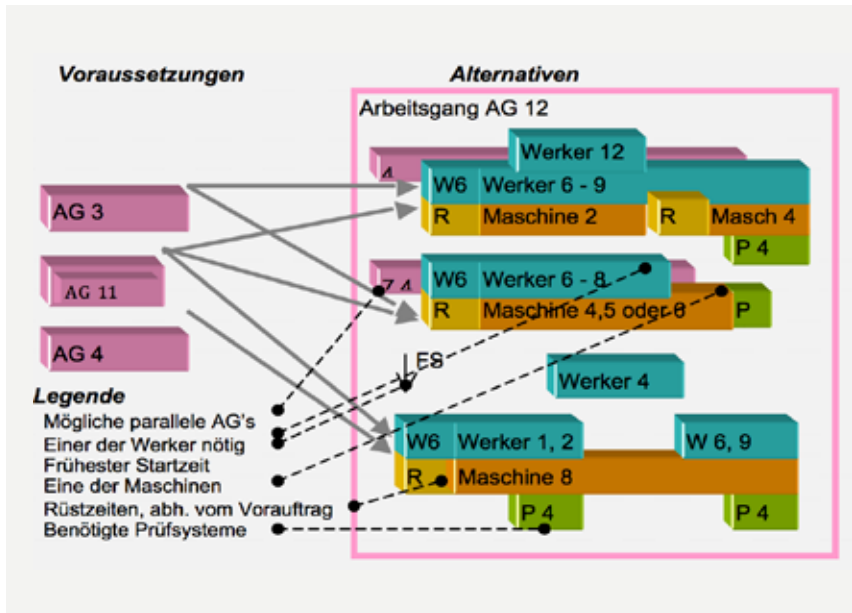 Voraussetzungen
Alternativen
Arbeitsgang AG 12
Werker 12
W6 Werker 6 - 9
R Maschine 2 R Masch 4
P 4
AG 3
AG 11
AG 4
W6 Werker 6 - 8
R Maschine 4,5 oder 6 P
ES
Werker 4
W6 Werker 1, 2 W 6, 9
R Maschine 8
P 4 P 4
Legende
Mögliche parallele AG's
Einer der Werker nötig
Frühester Startzeit
Eine der Maschinen
Rüstzeiten, abh. vom Vorauftrag
Benötigte Prüfsysteme